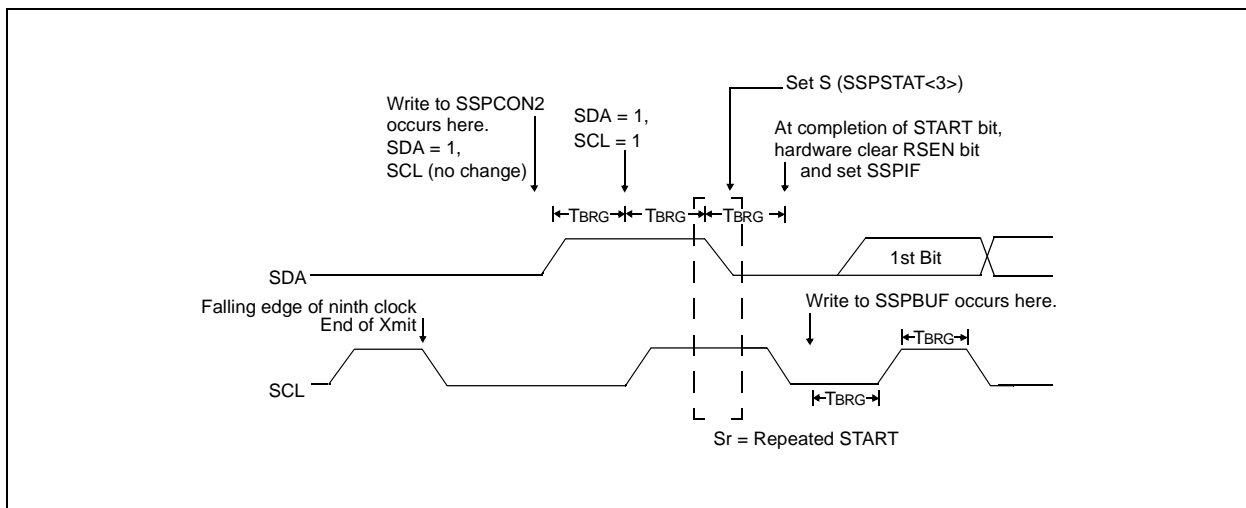 Set S (SSPSTAT<3>)
Write to SSPCON2
occurs here.
SDA = 1,
SCL (no change)
SDA = 1,
SCL = 1
At completion of START bit,
hardware clear RSEN bit
and set SSPIF
TBRG
TBRG
TBRG
SDA
1st Bit
Falling edge of ninth clock
End of Xmit
Write to SSPBUF occurs here.
TBRG
SCL
TBRG
Sr = Repeated START